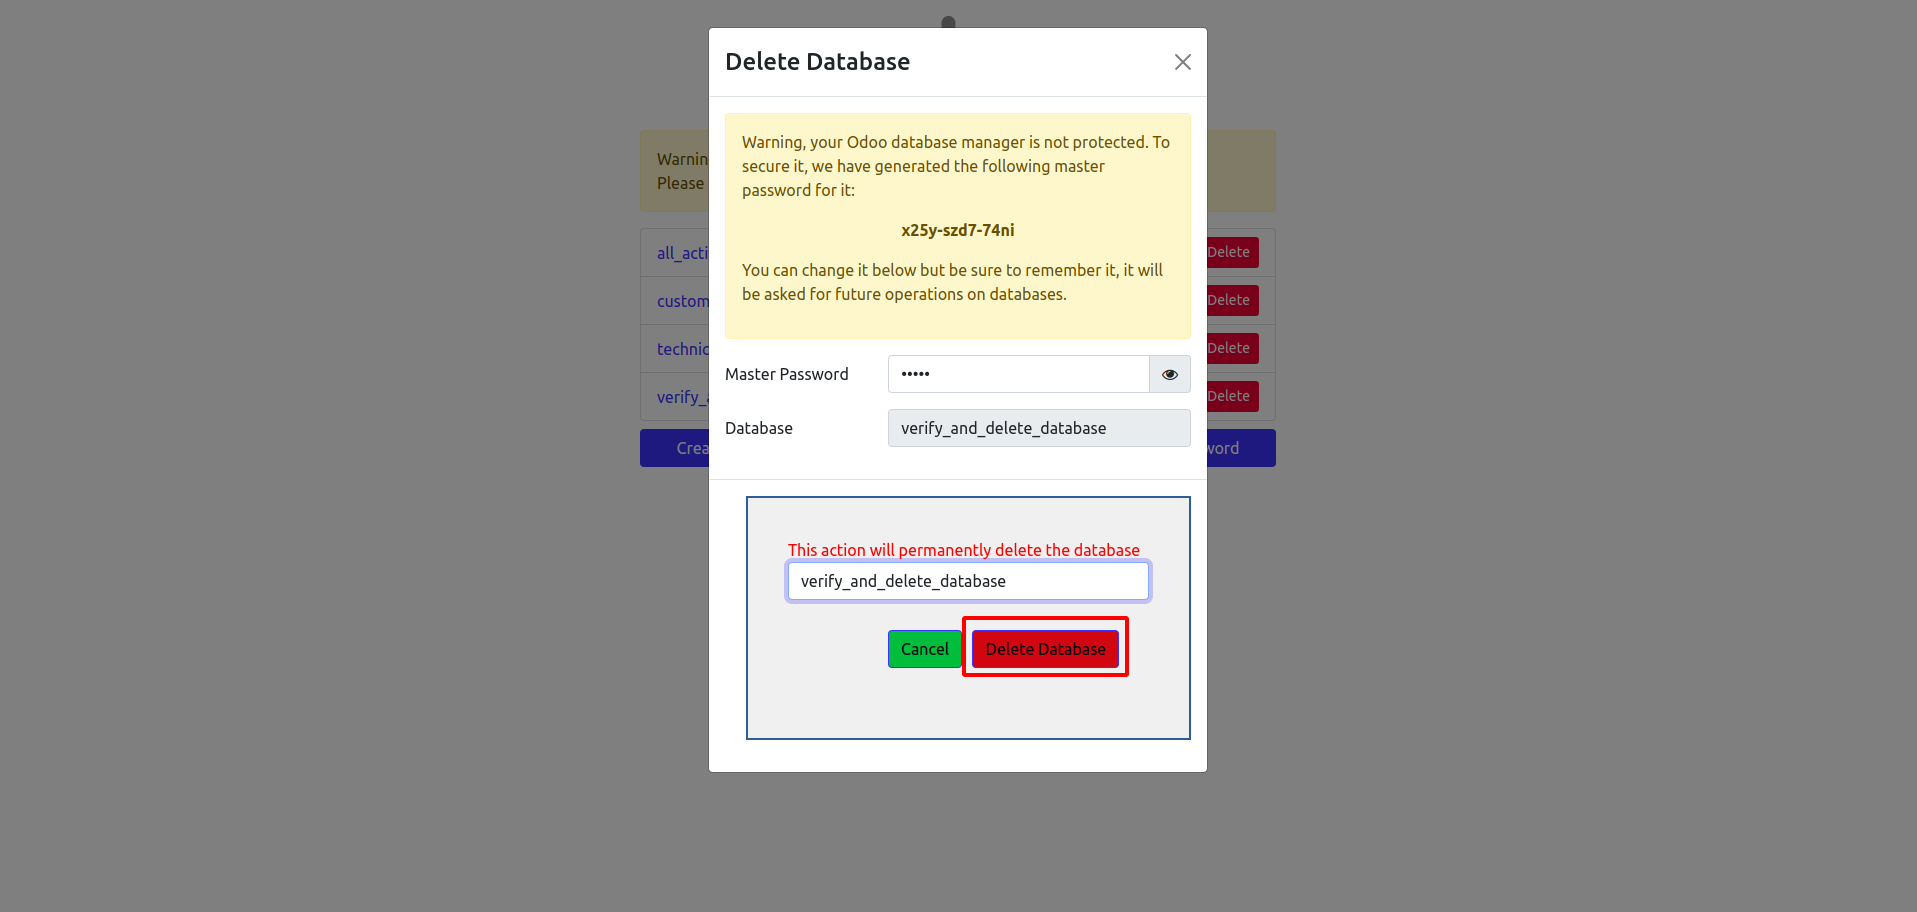 Delete Database
Warning, your Odoo database manager is not protected. To
secure it, we have generated the following master
password for it:
x25y-szd7-74ni
You can change it below but be sure to remember it, it will
be asked for future operations on databases.
Master Password
•••••
Database
verify_and_delete_database
This action will permanently delete the database
verify_and_delete_database
Cancel
Delete Database
Warnin
Please
all_acti
Delete
custom
Delete
technic
Delete
verify_a
Delete
Crea
word